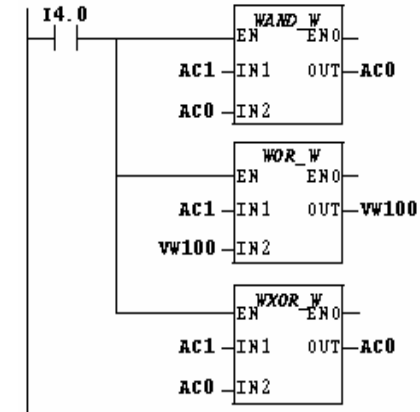 I4.0
WAND_W
EN ENO
AC1 IN1 OUT AC0
AC0 IN2
WOR_W
EN ENO
AC1 IN1 OUT VW100
VW100 IN2
WXOR_W
EN ENO
AC1 IN1 OUT AC0
AC0 IN2